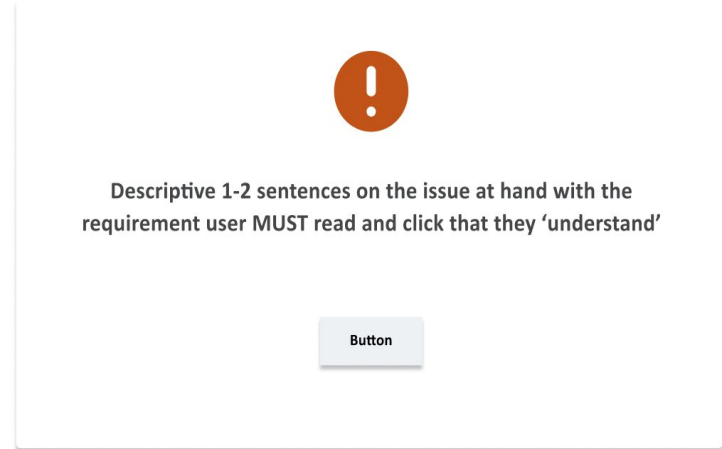 Descriptive 1-2 sentences on the issue at hand with the
requirement user MUST read and click that they ‘understand’
Button